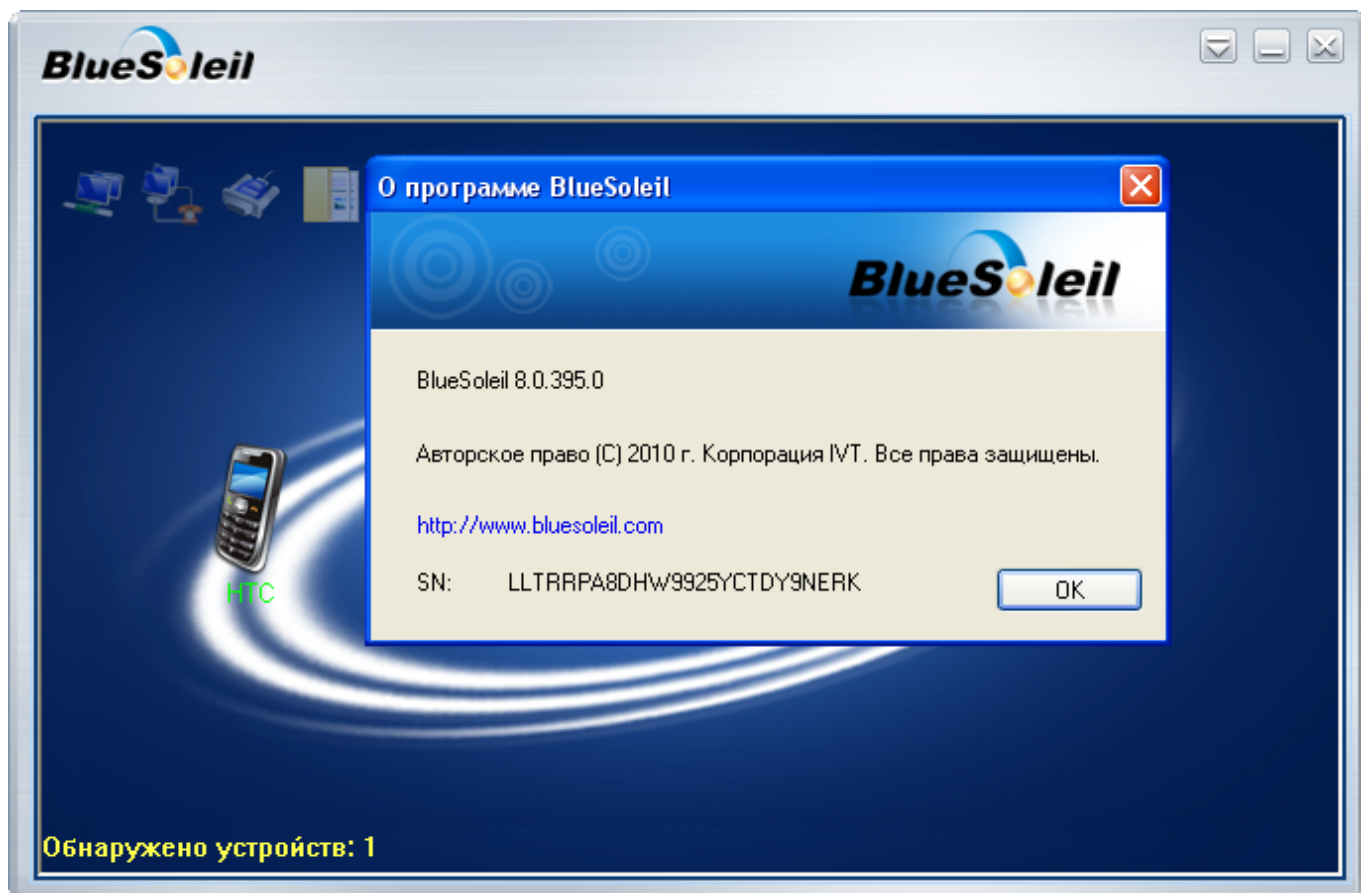 BlueSoleil
О программе BlueSoleil
BlueSoleil
BlueSoleil 8.0.395.0
Авторское право (C) 2010 г. Корпорация IVT. Все права защищены.
http://www.bluesoleil.com
SN: LLTRRPA8DHW9925YCTDY9NERK
OK
HTC
Обнаружено устройств: 1